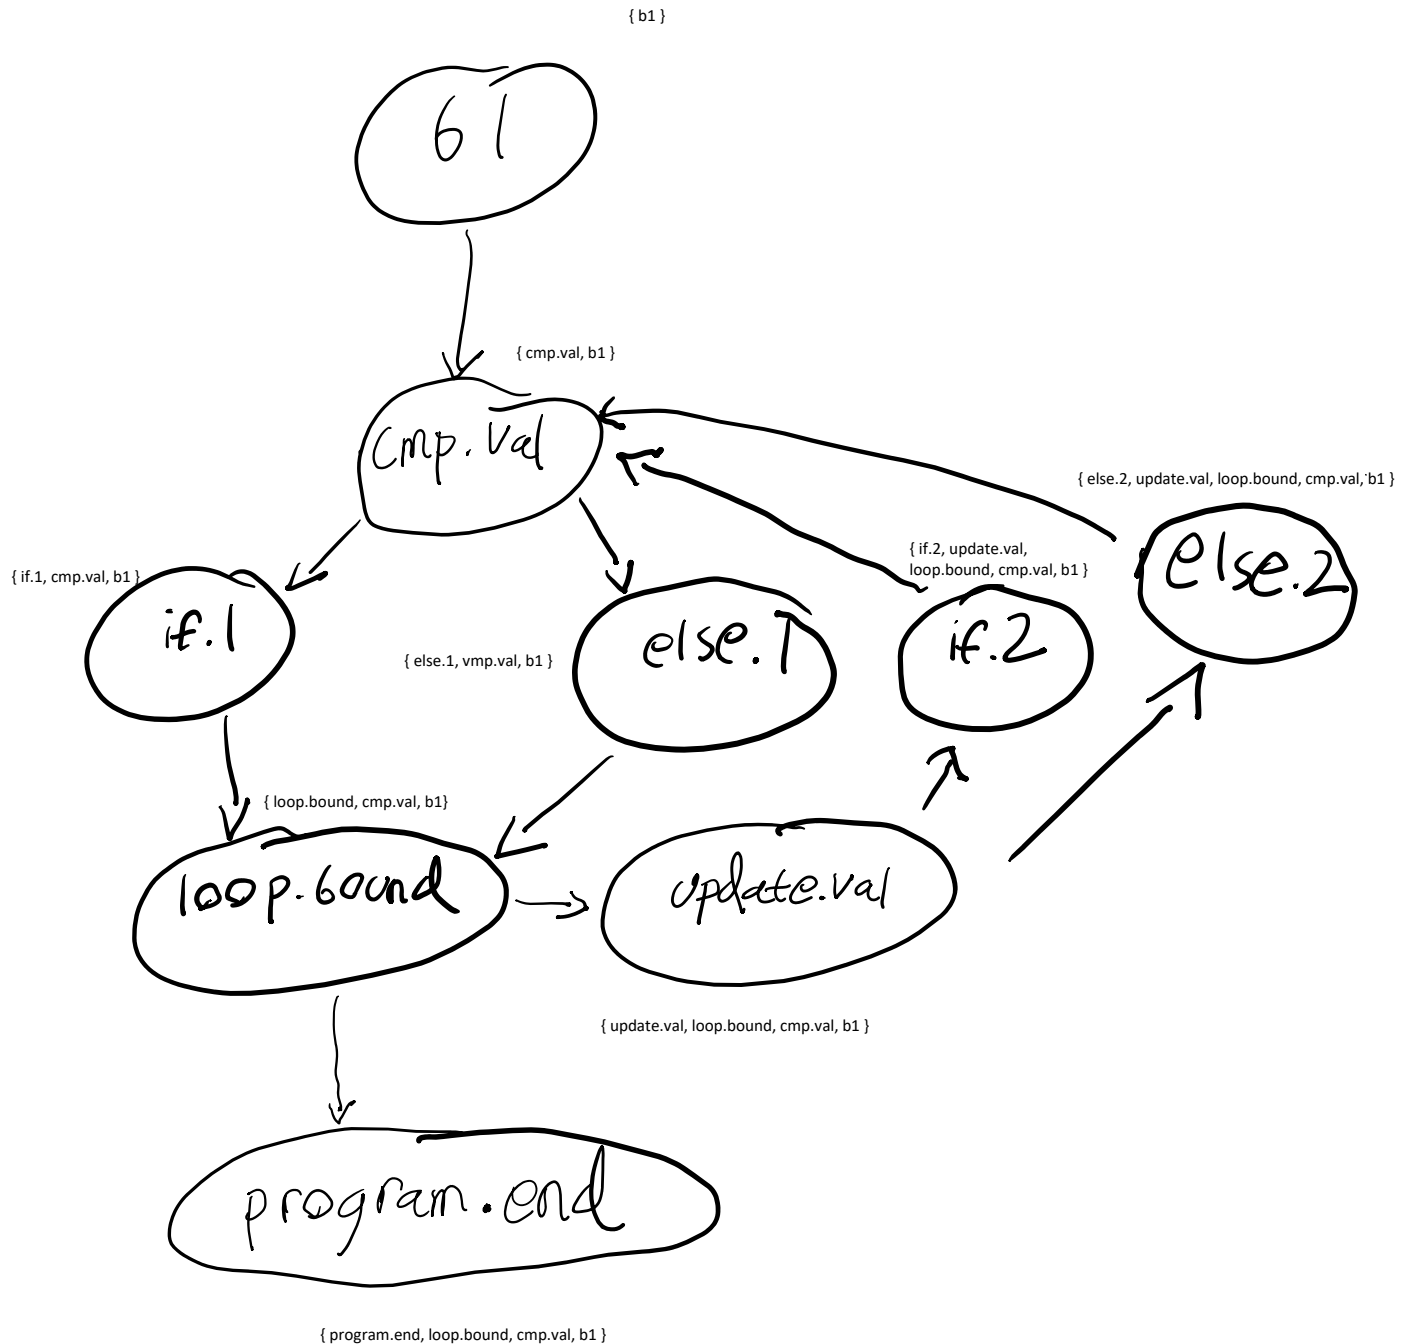 { b1 }
b1
{ cmp.val, b1 }
cmp.val
{ else.2, update.val, loop.bound, cmp.val, b1 }
else.2
{ if.2, update.val,
loop.bound, cmp.val, b1 }
if.2
{ if.1, cmp.val, b1 }
if.1
{ else.1, vmp.val, b1 }
else.1
{ loop.bound, cmp.val, b1}
loop.bound
update.val
{ update.val, loop.bound, cmp.val, b1 }
program.end
{ program.end, loop.bound, cmp.val, b1 }